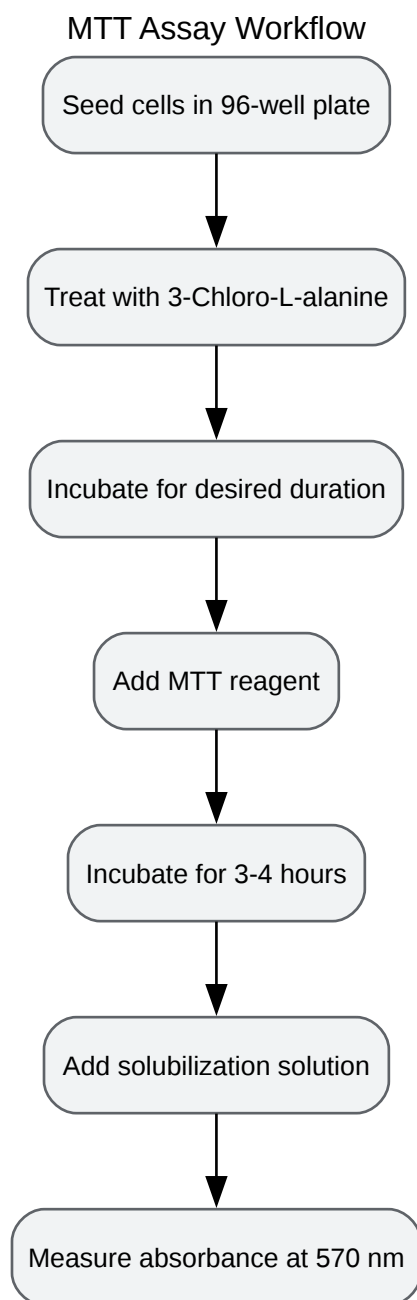 MTT Assay Workflow
Seed cells in 96-well plate
Treat with 3-Chloro-L-alanine
Incubate for desired duration
Add MTT reagent
Incubate for 3-4 hours
Add solubilization solution
Measure absorbance at 570 nm